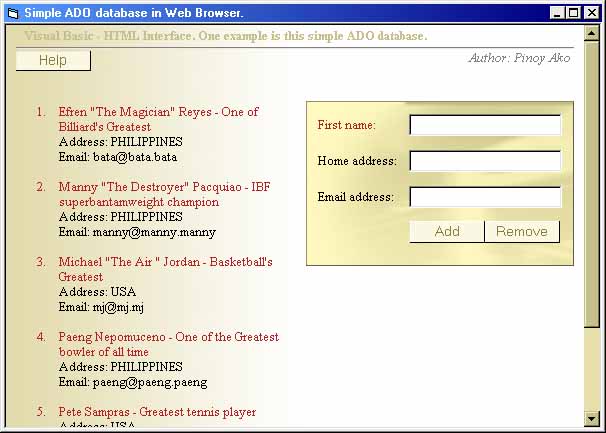 Simple ADO database in Web Browser.
Visual Basic - HTML Interface. One example is this simple ADO database.
Help
Author: Pinoy Ako
1. Efren "The Magician" Reyes - One of
Billiard's Greatest
Address: PHILIPPINES
Email: bata@bata.bata
2. Manny "The Destroyer" Pacquiao - IBF
superbantamweight champion
Address: PHILIPPINES
Email: manny@manny.manny
3. Michael "The Air " Jordan - Basketball's
Greatest
Address: USA
Email: mj@mj.mj
4. Paeng Nepomuceno - One of the Greatest
bowler of all time
Address: PHILIPPINES
Email: paeng@paeng.paeng
5. Pete Sampras - Greatest tennis player
Address: USA
First name:
Home address:
Email address:
Add Remove